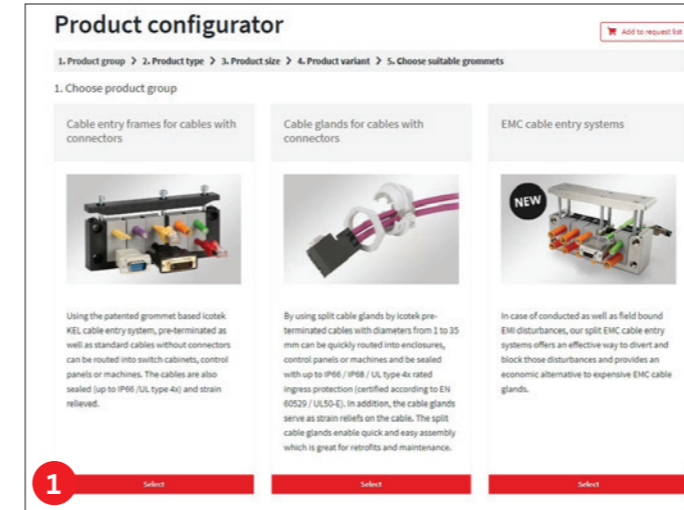 Product configurator
Add to request list
1. Product group > 2. Product type > 3. Product size > 4. Product variant > 5. Choose suitable grommets
1. Choose product group
Cable entry frames for cables with
connectors
Using the patented grommet based icotek
KEL cable entry system, pre-terminated as
well as standard cables without connectors
can be routed into switch cabinets, control
panels or machines. The cables are also
sealed (up to IP66 /UL type 4x) and strain
relieved.
1
Select
Cable glands for cables with
connectors
By using split cable glands by icotek pre-
terminated cables with diameters from 1 to 35
mm can be quickly routed into enclosures,
control panels or machines and be sealed
with up to IP66 / IP68 / UL type 4x rated
ingress protection (certified according to EN
60529 / UL50-E). In addition, the cable glands
serve as strain reliefs on the cable. The split
cable glands enable quick and easy assembly
which is great for retrofits and maintenance.
Select
EMC cable entry systems
NEW
In case of conducted as well as field bound
EMI disturbances, our split EMC cable entry
systems offers an effective way to divert and
block those disturbances and provides an
economic alternative to expensive EMC cable
glands.
Select